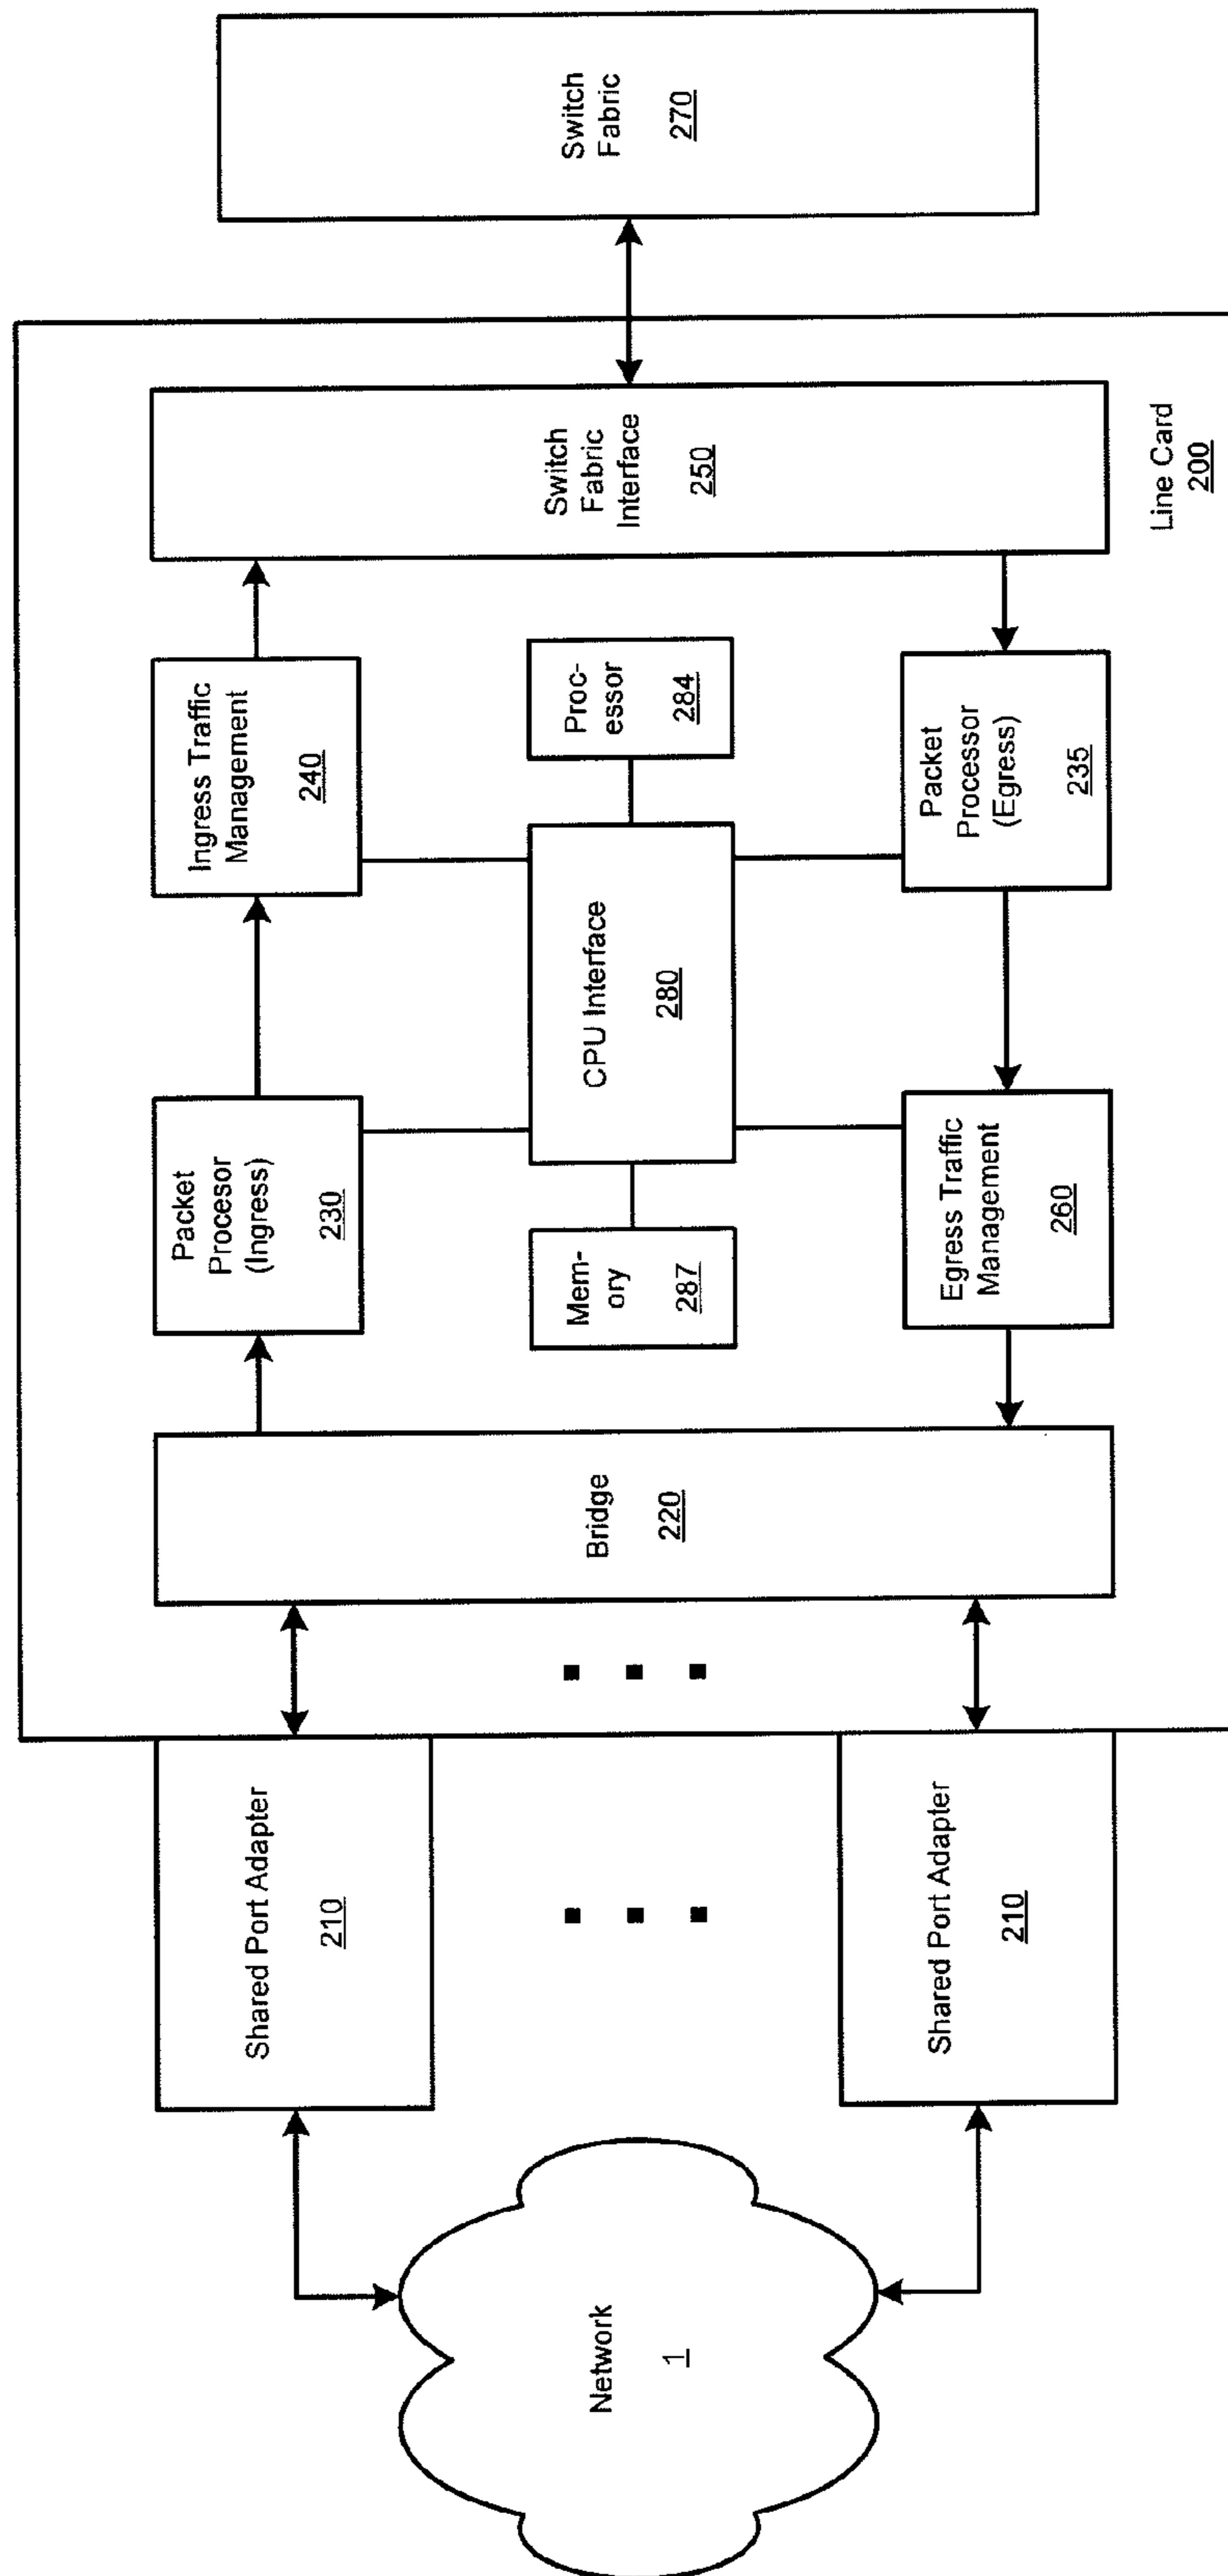 Network
1
Shared Port Adapter
210
Shared Port Adapter
210
Bridge
220
Packet
Procesor
(Ingress)
230
Ingress Traffic
Management
240
Mem-
ory
287
CPU Interface
280
Proc-
essor
284
Egress Traffic
Management
260
Packet
Processor
(Egress)
235
Switch
Fabric
Interface
250
Line Card
200
Switch
Fabric
270